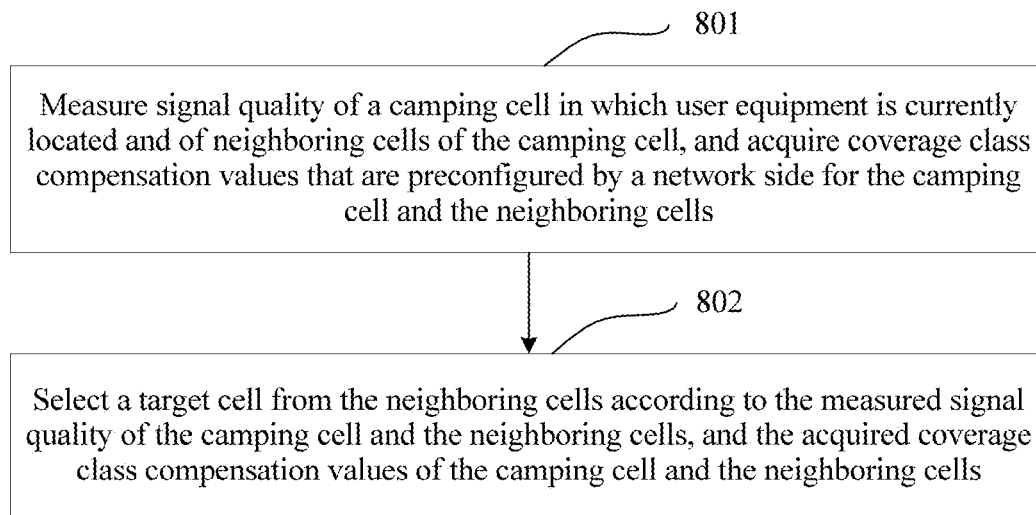 801
Measure signal quality of a camping cell in which user equipment is currently
located and of neighboring cells of the camping cell, and acquire coverage class
compensation values that are preconfigured by a network side for the camping
cell and the neighboring cells
802
Select a target cell from the neighboring cells according to the measured signal
quality of the camping cell and the neighboring cells, and the acquired coverage
class compensation values of the camping cell and the neighboring cells